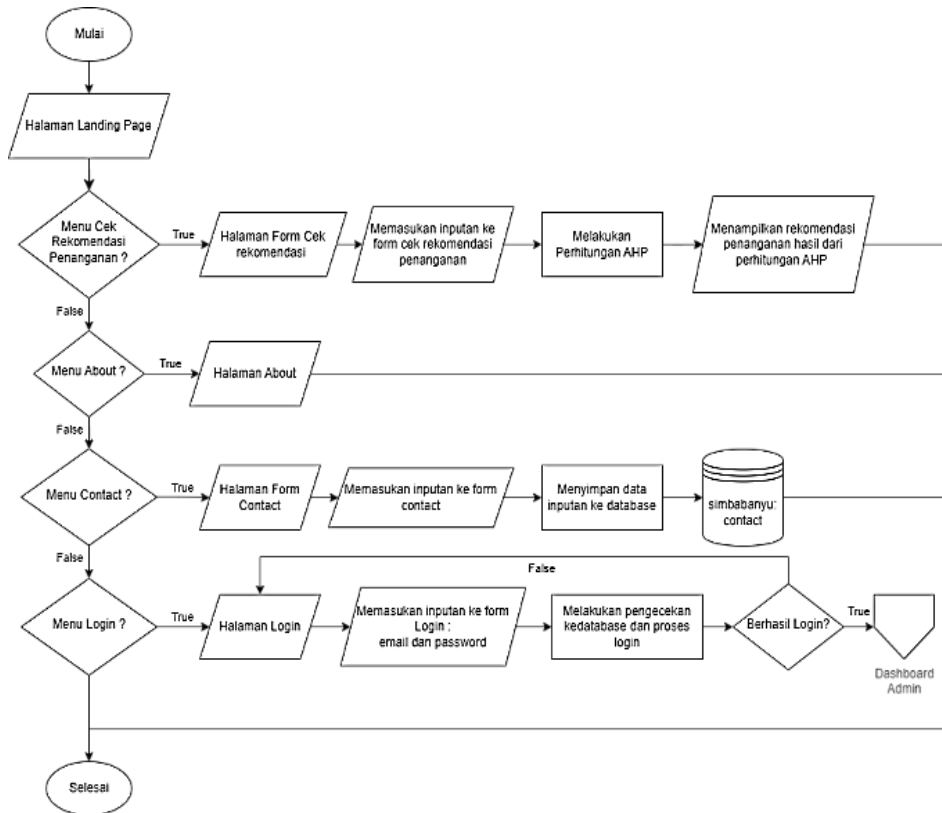 Mulai
Halaman Landing Page
Menu Cek
Rekomendasi
Penanganan ?
True
Halaman Form Cek
rekomendasi
Memasukan inputan ke
form cek rekomendasi
penanganan
Melakukan
Perhitungan AHP
Menampilkan rekomendasi
penanganan hasil dari
perhitungan AHP
False
Menu About ?
True
Halaman About
False
Menu Contact ?
True
Halaman Form
Contact
Memasukan inputan ke form
contact
Menyimpan data
inputan ke database
simbabanyu:
contact
False
False
Menu Login ?
True
Halaman Login
Memasukan inputan ke form
Login :
email dan password
Melakukan pengecekan
kedatabase dan proses
login
Berhasil Login?
True
Dashboard
Admin
Selesai